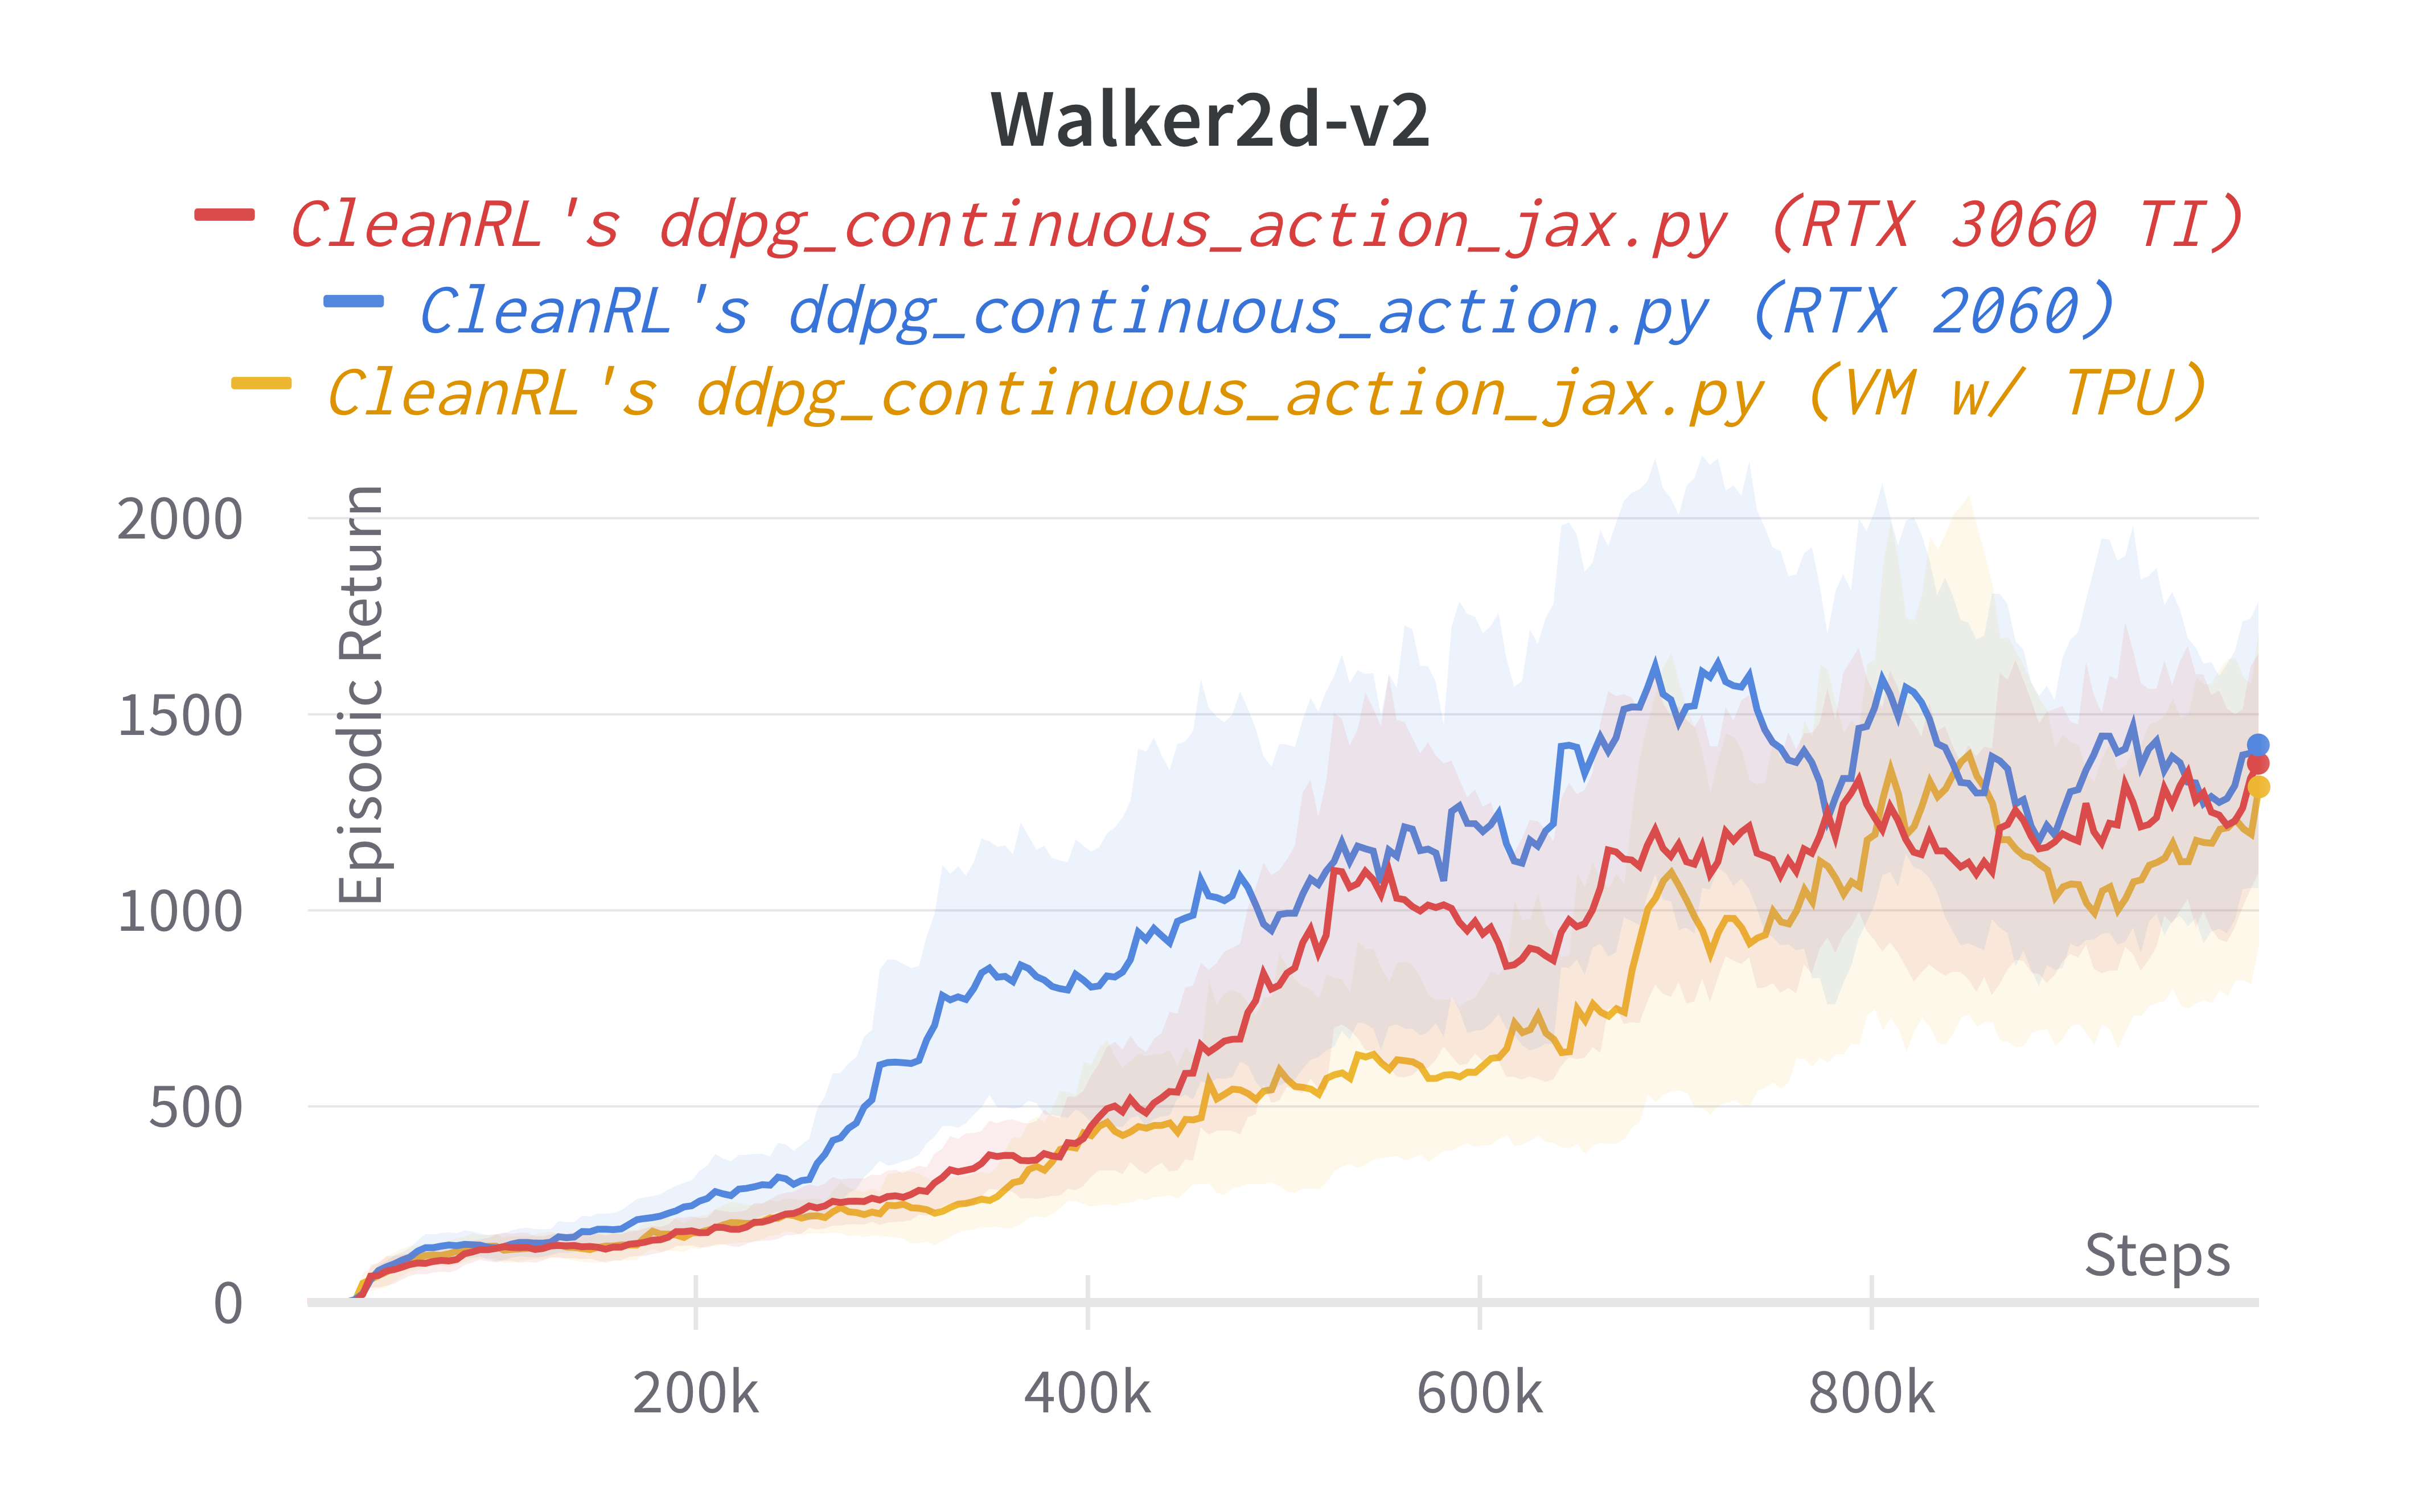 Walker2d-v2
CleanRL's ddpg_continuous_action_jax.py (RTX 3060 TI)
CleanRL's ddpg_continuous_action.py (RTX 2060)
CleanRL's ddpg_continuous_action_jax.py (VM w/ TPU)
Episodic Return
2000
1500
1000
500
0
Steps
200k
400k
600k
800k